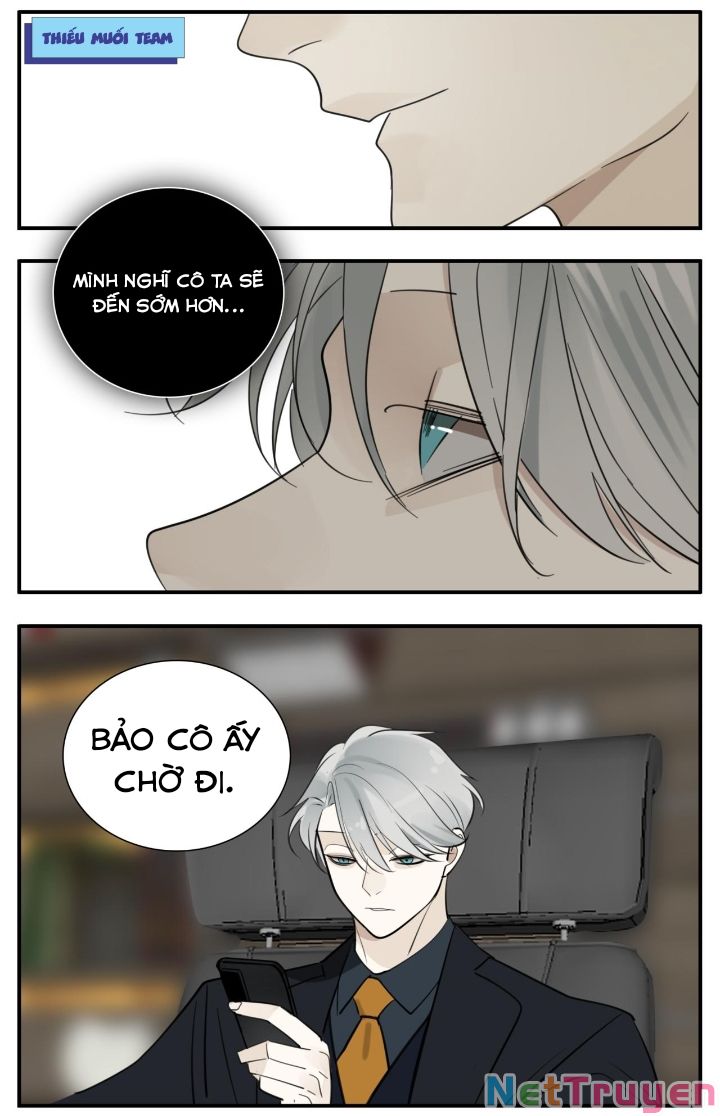 THIẾU MUỐI TEAM
MÌNH NGHĨ CÔ TA SẼ
ĐẾN SỚM HƠN...
BẢO CÔ ẤY
CHỜ ĐI.
NetTruyen